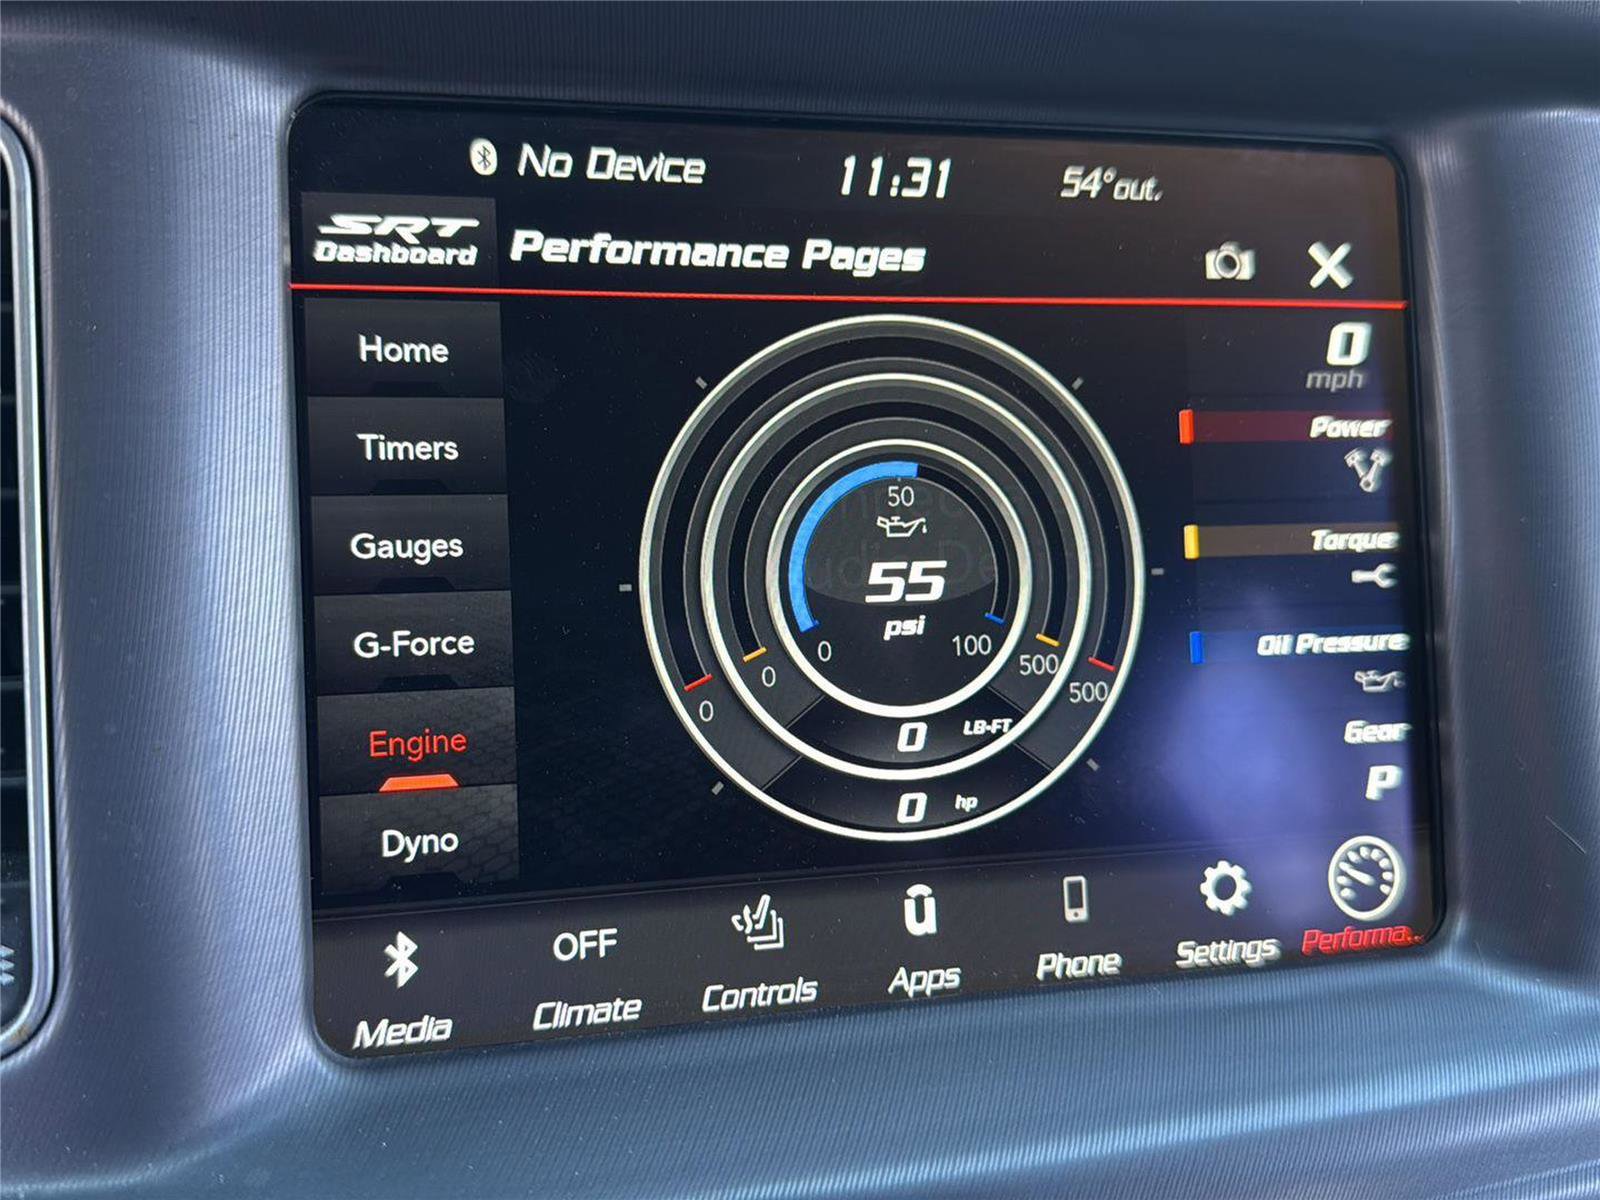 No Device
11:31
54°out.
SRT
Dashboard
Performance Pages
Home
Timers
Gauges
G-Force
Engine
Dyno
50
55
psi
0
100
0
500
0
500
0 LB-FT
0 hp
0
mph
Power
Torque
Oil Pressure
Gear
P
Media
OFF
Climate
Controls
ū
Apps
Phone
Settings
Performa..